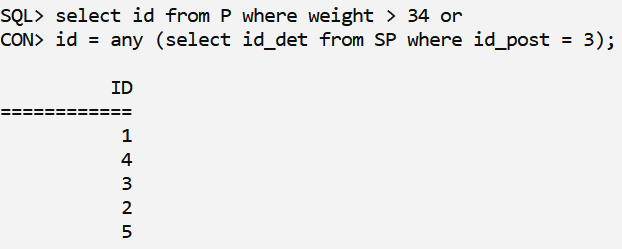 SQL> select id from P where weight > 34 or
CON> id = any (select id_det from SP where id_post = 3);
ID
============
1
4
3
2
5